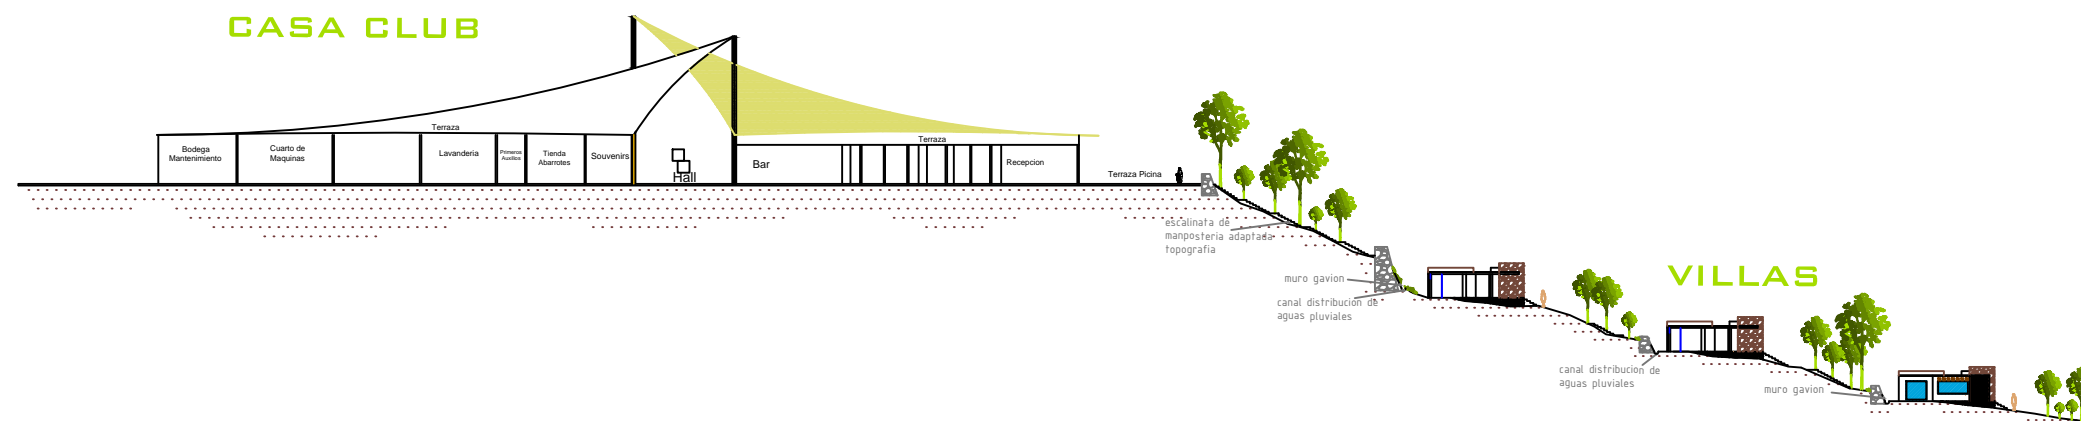 CASA CLUB
Terraza
Bodega
Mantenimiento
Cuarto de
Maquinas
Lavanderia
Primeros
Auxilios
Tienda
Abarrotes
Souvenirs
Hall
Bar
Terraza
Recepcion
Terraza Picina
escalinata de
manposteria adaptada
topografia
muro gavion
canal distribucion de
aguas pluviales
VILLAS
canal distribucion de
aguas pluviales
muro gavion